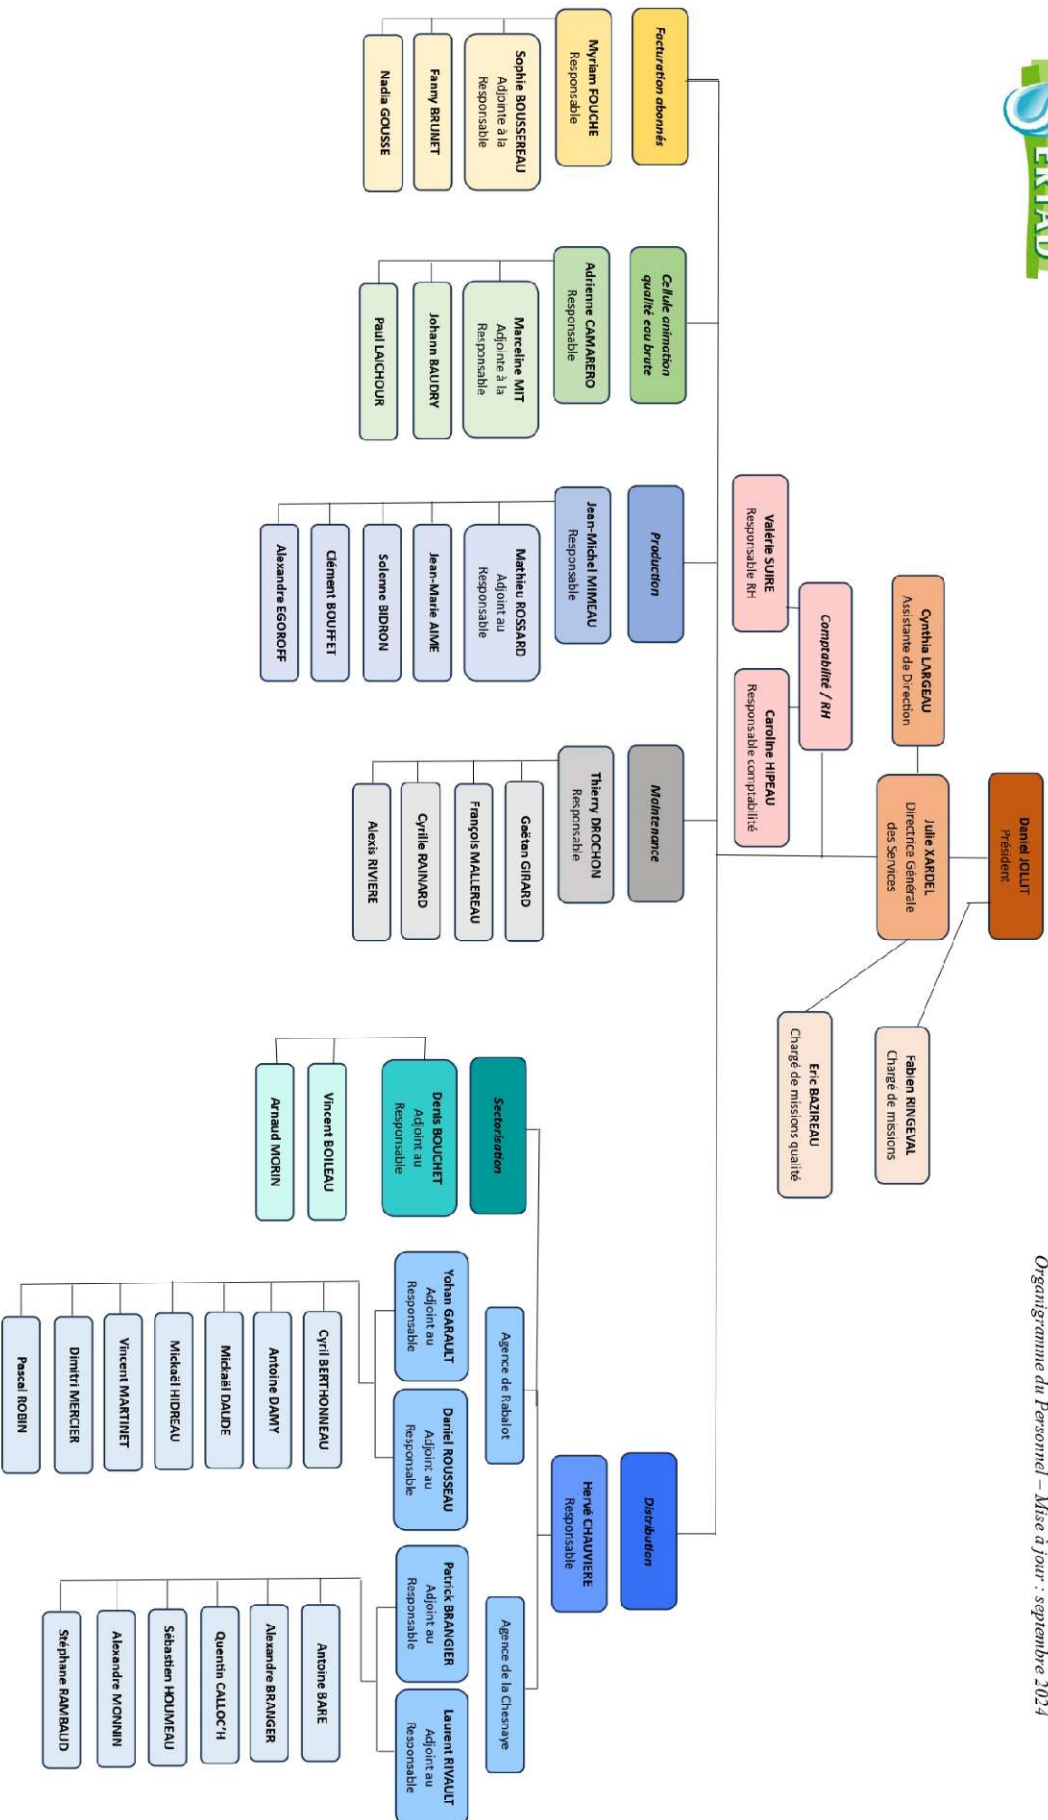 ERTAD
Organigramme du Personnel – Mise à jour : septembre 2024
Daniel JOLLIT
Président
Fabien RINGEVAL
Chargé de missions
Cynthia LARGEAU
Assistante de Direction
Julie XARDEL
Directrice Générale
des Services
Eric BAZIREAU
Chargé de missions qualité
Comptabilité / RH
Valérie SUIRE
Responsable RH
Caroline HIPEAU
Responsable comptabilité
Facturation abonnés
Myriam FOUCHE
Responsable
Sophie BOUSSEREAU
Adjointe à la
Responsable
Fanny BRUNET
Nadia GOUSSE
Cellule animation
qualité eau brute
Adrienne CAMARERO
Responsable
Marceline MIT
Adjointe à la
Responsable
Johann BAUDRY
Paul LAICHOUR
Production
Jean-Michel MIMEAU
Responsable
Mathieu ROSSARD
Adjoint au
Responsable
Jean-Marie AIME
Solenne BIDRON
Clément BOUFFET
Alexandre EGOROFF
Maintenance
Thierry DROCHON
Responsable
Gaëtan GIRARD
François MALLEREAU
Cyrille RAINARD
Alexis RIVIERE
Distribution
Hervé CHAUVIERE
Responsable
Sectorisation
Denis BOUCHET
Adjoint au
Responsable
Vincent BOILEAU
Arnaud MORIN
Agence de Rabalot
Yohan GARAULT
Adjoint au
Responsable
Daniel ROUSSEAU
Adjoint au
Responsable
Cyril BERTHONNEAU
Antoine DAMY
Mickaël DAUDE
Mickaël HIDREAU
Vincent MARTINET
Dimitri MERCIER
Pascal ROBIN
Agence de la Chesnaye
Patrick BRANGIER
Adjoint au
Responsable
Laurent RIVAULT
Adjoint au
Responsable
Antoine BARE
Alexandre BRANGER
Quentin CALLOC'H
Sébastien HOUMEAU
Alexandre MONNIN
Stéphane RAMBAUD